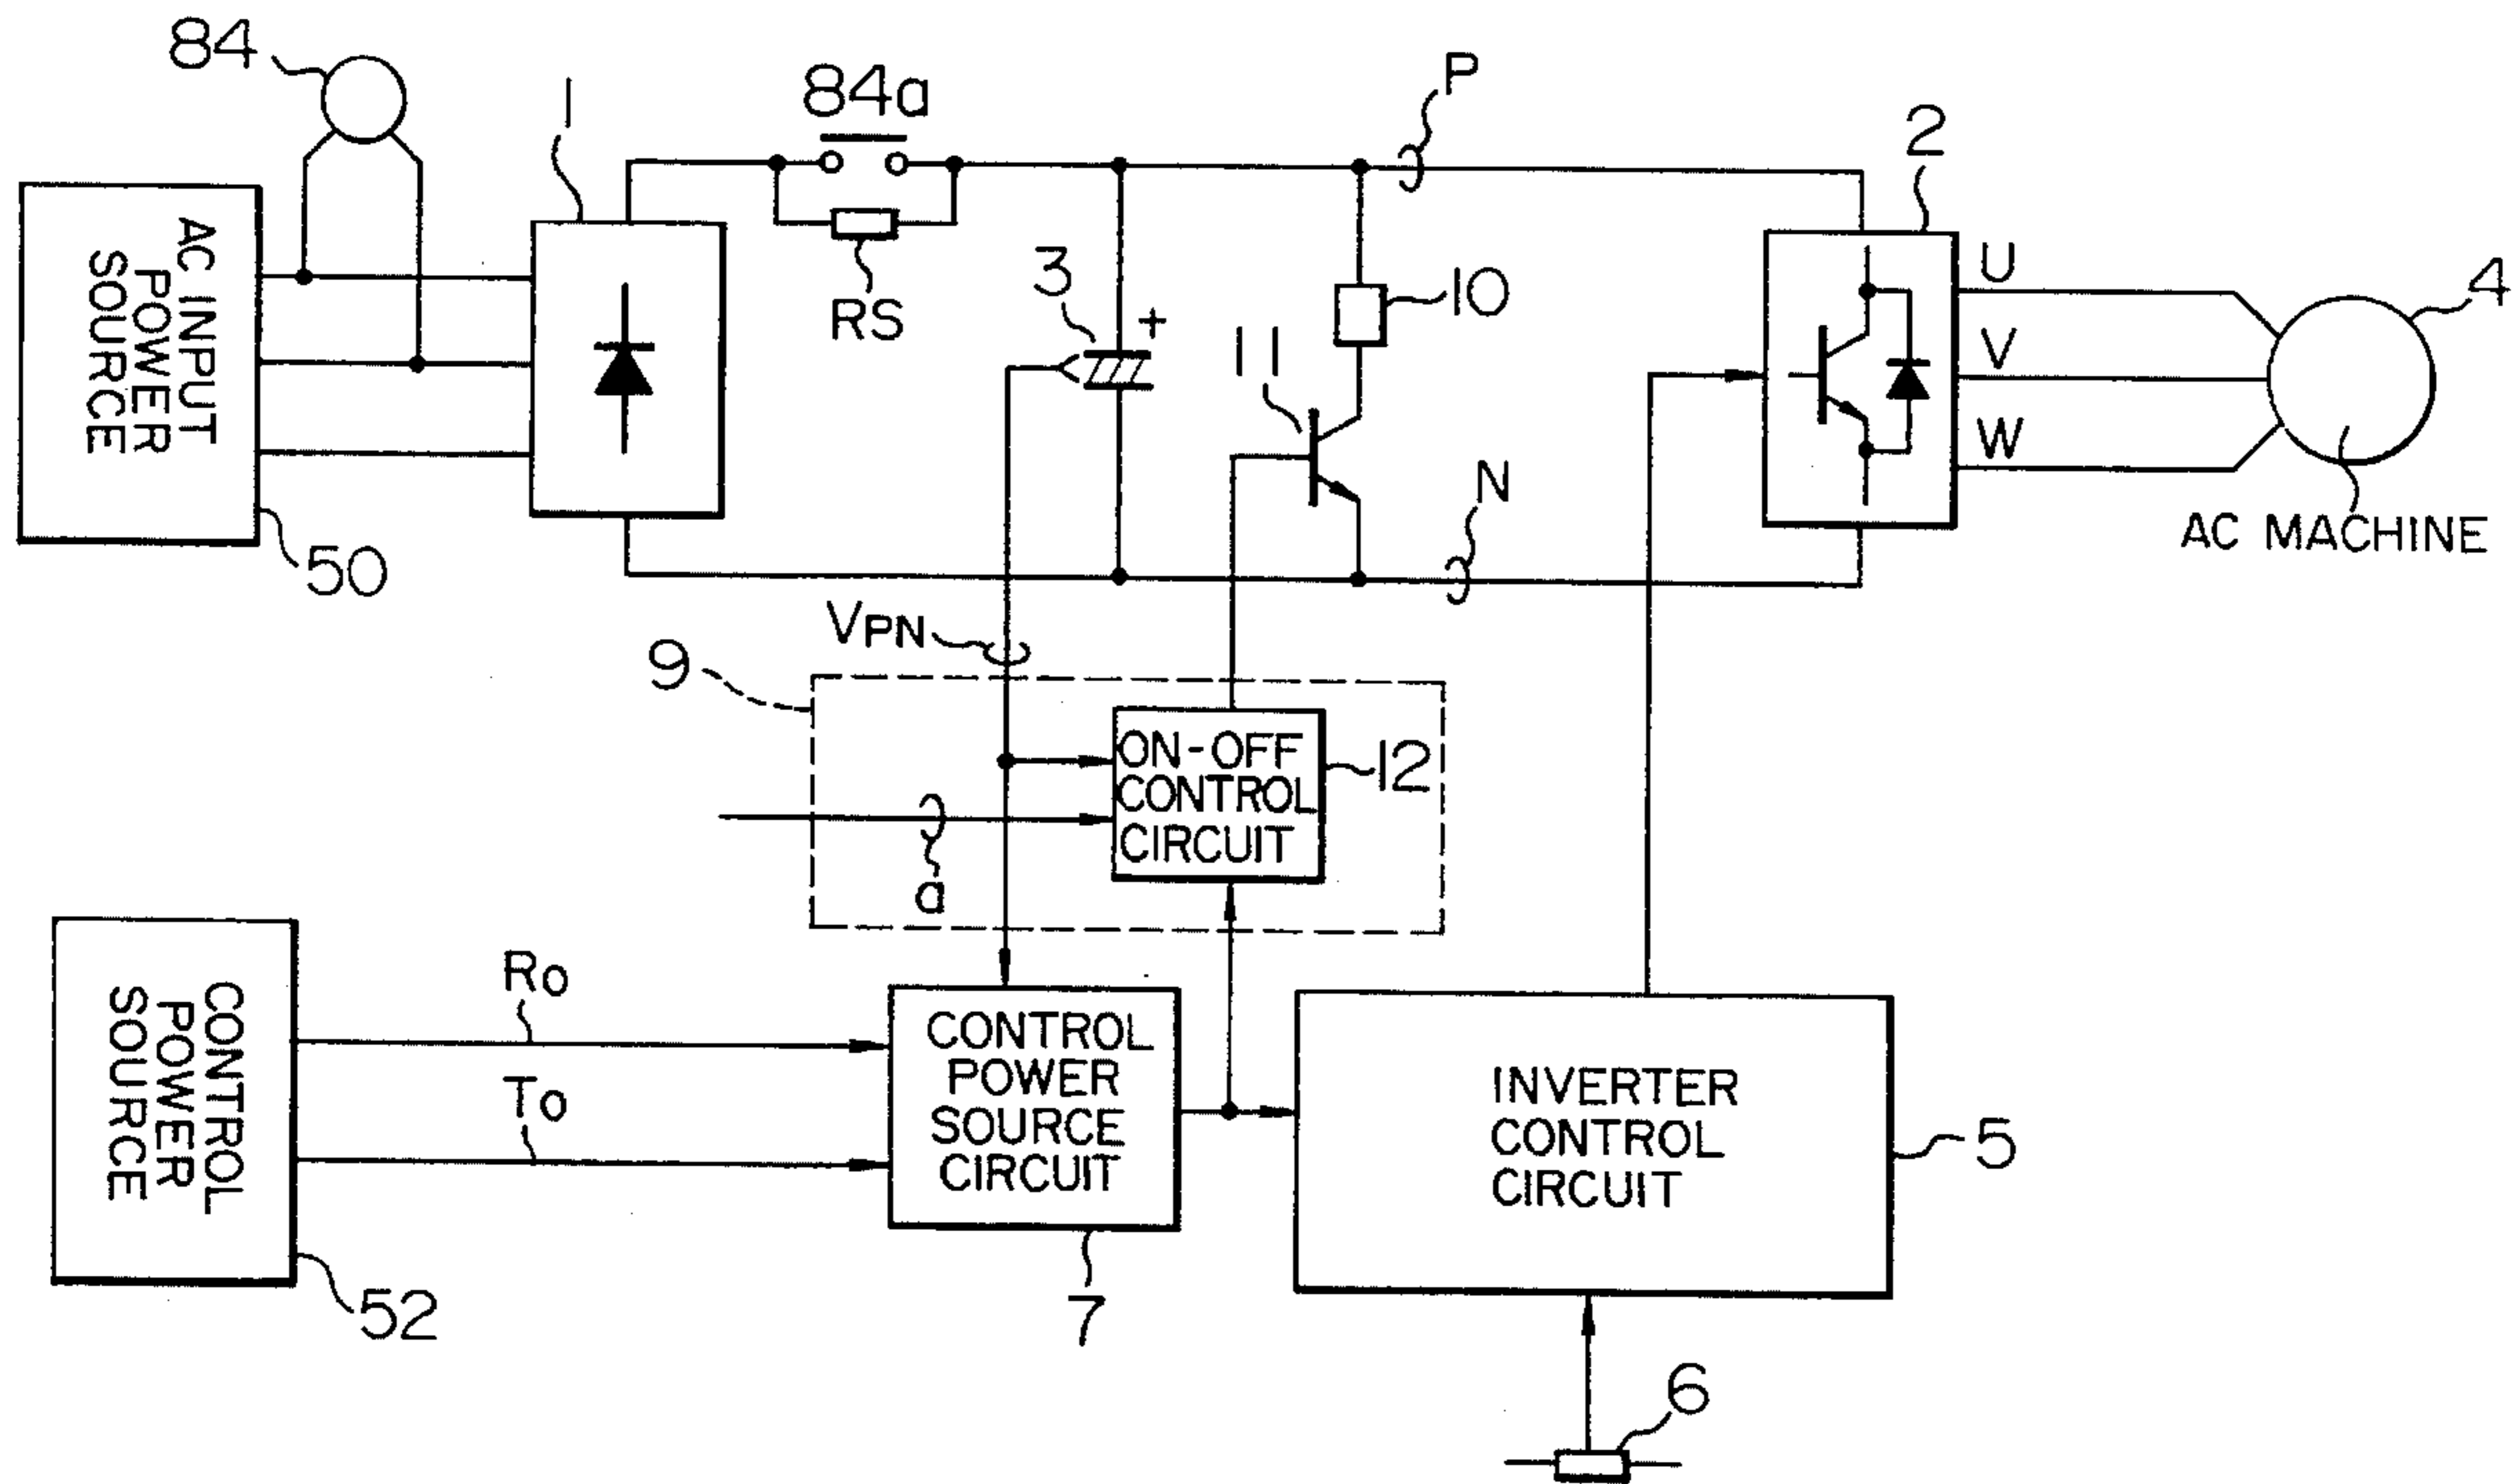 84
1
84a
P
2
AC INPUT
POWER
SOURCE
RS
3
+
10
11
U
V
W
4
N
AC MACHINE
50
VPN
9
ON-OFF
CONTROL
CIRCUIT
12
a
CONTROL
POWER
SOURCE
Ro
To
CONTROL
POWER
SOURCE
CIRCUIT
INVERTER
CONTROL
CIRCUIT
5
52
7
6